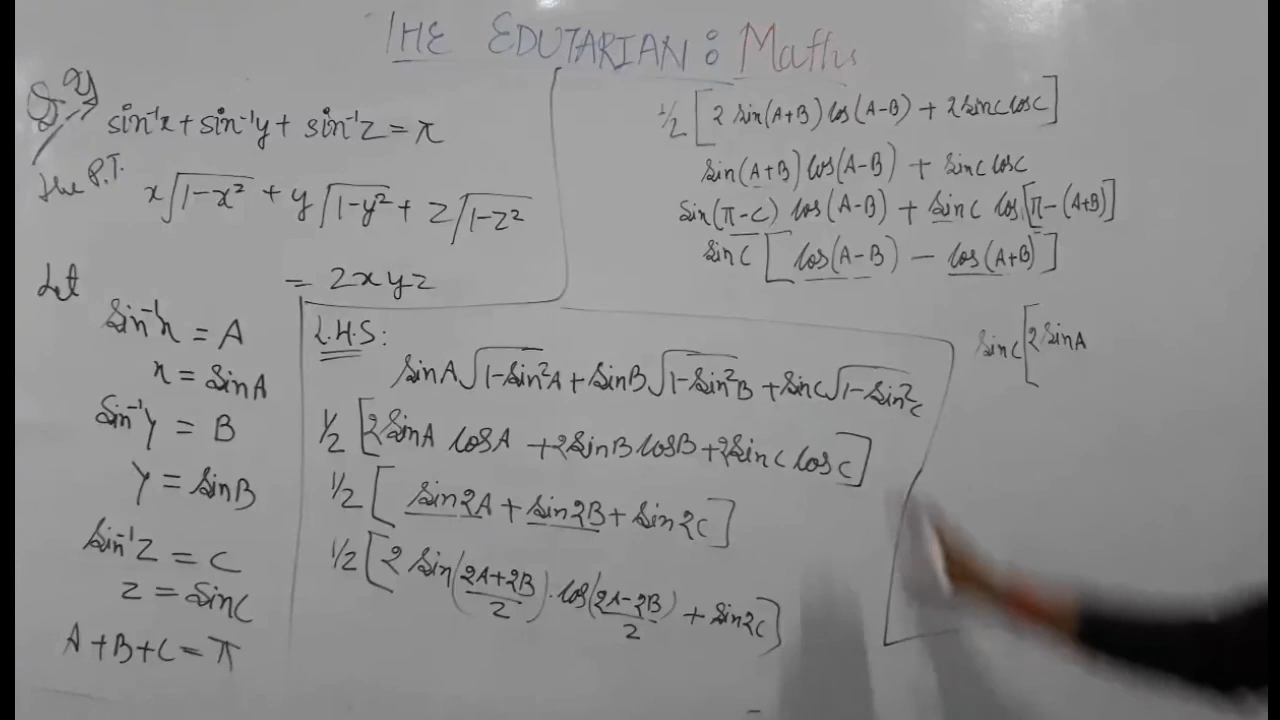 THE EDUTARIAN : Maths
Q→
sin⁻¹x + sin⁻¹y + sin⁻¹z = π
the P.T.
x√1-x² + y√1-y² + z√1-z²
= 2xyz
Let
sin⁻¹x = A
x = sinA
sin⁻¹y = B
y = sinB
sin⁻¹z = C
z = sinC
A+B+C = π
L.H.S:
sinA√1-sin²A + sinB√1-sin²B + sinC√1-sin²C
1/2 [2sinA cosA + 2sinB cosB + 2sinC cosC]
1/2 [sin2A + sin2B + sin2C]
1/2 [2 sin(2A+2B/2) . cos(2A-2B/2) + sin2C]
1/2 [2 sin(A+B) cos(A-B) + 2sinC cosC]
sin(A+B) cos(A-B) + sinC cosC
sin(π-C) cos(A-B) + sinC cos[π-(A+B)]
sinC [cos(A-B) - cos(A+B)]
sinC [2 sinA